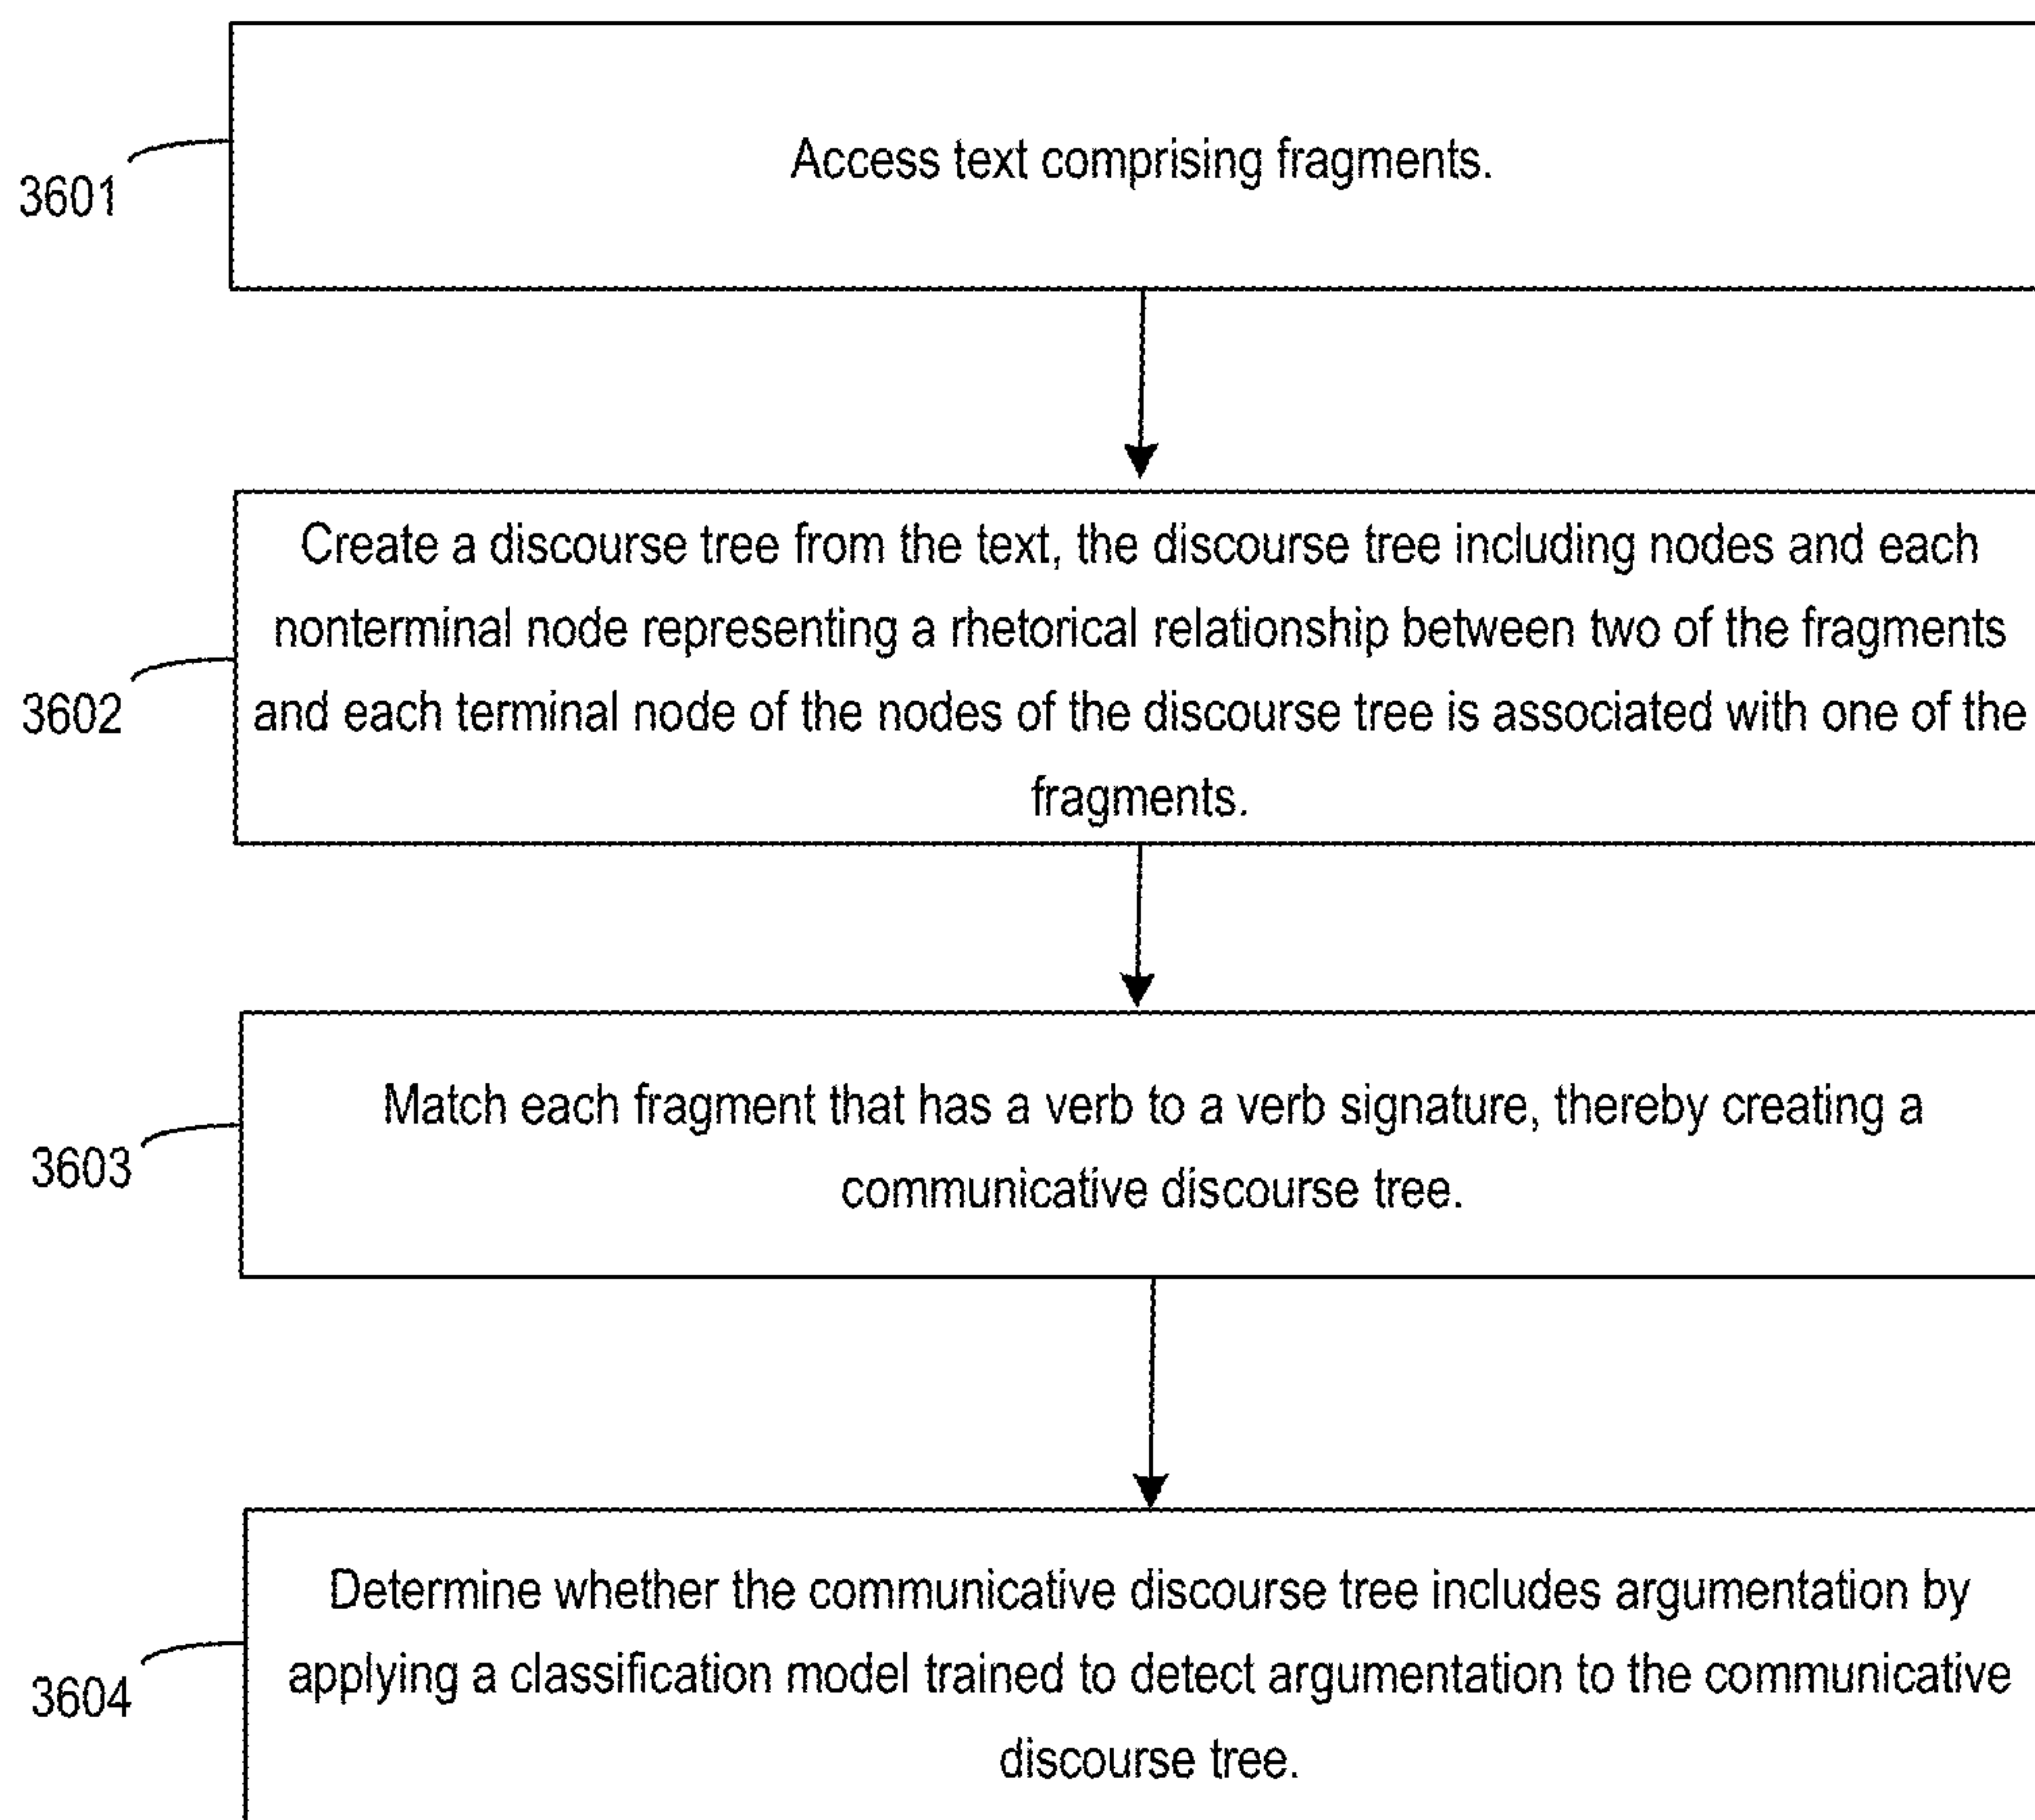 Access text comprising fragments.
3601
Create a discourse tree from the text, the discourse tree including nodes and each
nonterminal node representing a rhetorical relationship between two of the fragments
and each terminal node of the nodes of the discourse tree is associated with one of the
fragments.
3602
Match each fragment that has a verb to a verb signature, thereby creating a
communicative discourse tree.
3603
Determine whether the communicative discourse tree includes argumentation by
applying a classification model trained to detect argumentation to the communicative
discourse tree.
3604